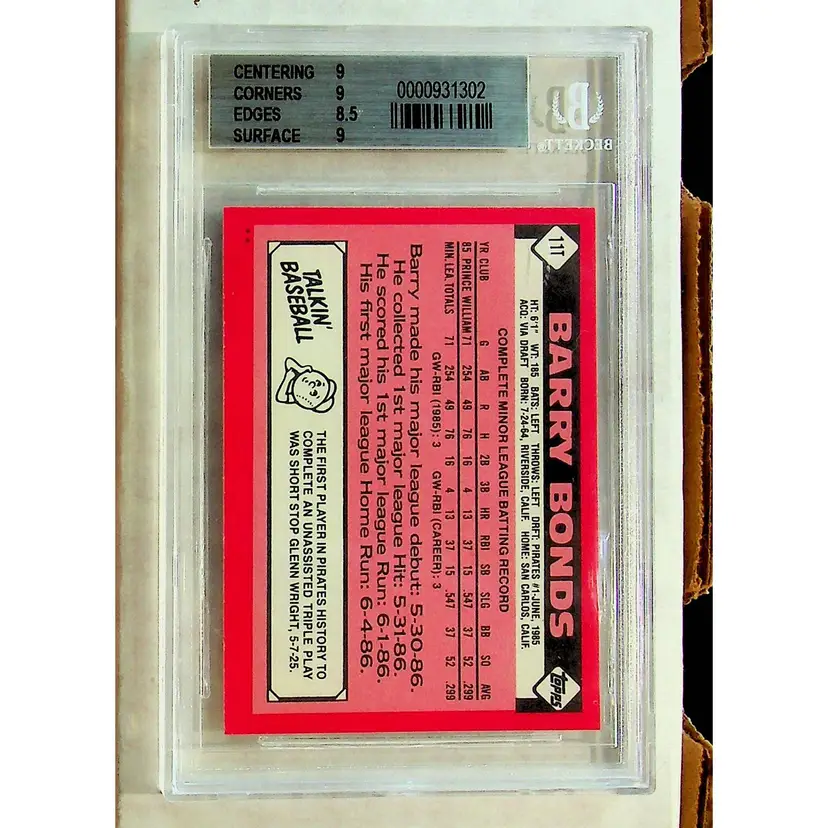 CENTERING 9
CORNERS 9
EDGES 8.5
SURFACE 9
0000931302
BECKETT
11T
BARRY BONDS
topps
HT: 6'1" WT: 185 BATS: LEFT THROWS: LEFT DRFT: PIRATES #1-JUNE, 1985
ACQ: VIA DRAFT BORN: 7-24-64, RIVERSIDE, CALIF. HOME: SAN CARLOS, CALIF.
COMPLETE MINOR LEAGUE BATTING RECORD
YR CLUB G AB R H 2B 3B HR RBI SB SLG BB SO AVG
85 PRINCE WILLIAM 71 254 49 76 16 4 13 37 15 .547 37 52 .299
MIN. LEA. TOTALS 71 254 49 76 16 4 13 37 15 .547 37 52 .299
GW-RBI (1985): 3 GW-RBI (CAREER): 3
Barry made his major league debut: 5-30-86.
He collected 1st major league Hit: 5-31-86.
He scored his 1st major league Run: 6-1-86.
His first major league Home Run: 6-4-86.
TALKIN'
BASEBALL
THE FIRST PLAYER IN PIRATES HISTORY TO
COMPLETE AN UNASSISTED TRIPLE PLAY
WAS SHORT STOP GLENN WRIGHT, 5-7-25.
**